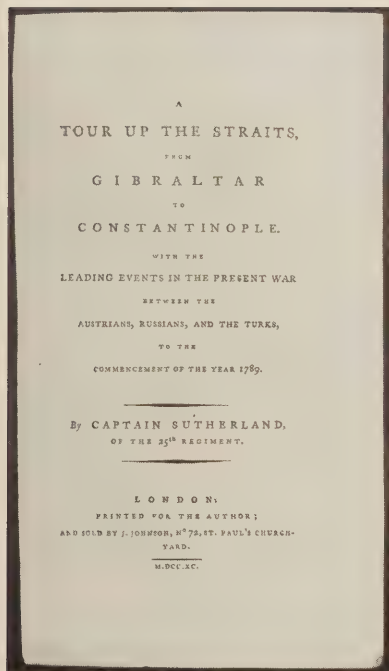 A
TOUR UP THE STRAITS,
FROM
GIBRALTAR
TO
CONSTANTINOPLE.
WITH THE
LEADING EVENTS IN THE PRESENT WAR
BETWEEN THE
AUSTRIANS, RUSSIANS, AND THE TURKS,
TO THE
COMMENCEMENT OF THE YEAR 1789.
By CAPTAIN SUTHERLAND,
OF THE 25th REGIMENT.
LONDON:
PRINTED FOR THE AUTHOR;
AND SOLD BY J. JOHNSON, No 72, ST. PAUL'S CHURCH-
YARD.
M.DCC.XC.